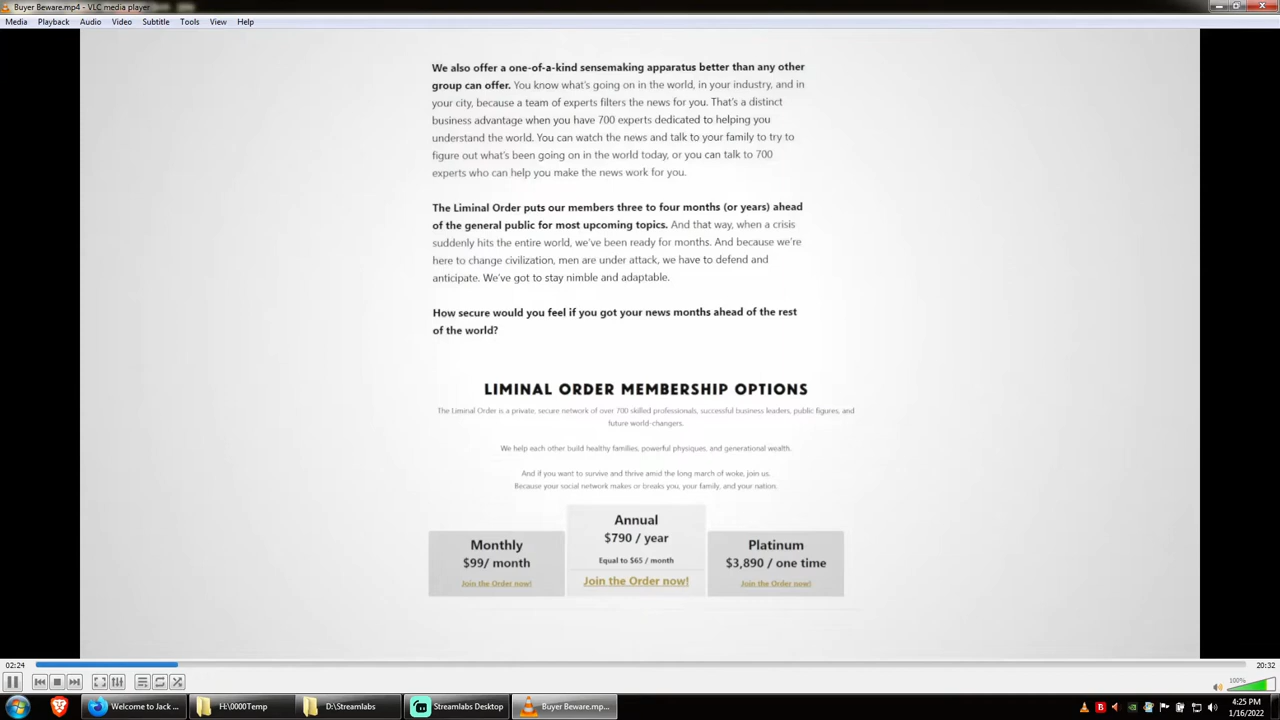 Buyer Beware.mp4 - VLC media player
Media Playback Audio Video Subtitle Tools View Help
We also offer a one-of-a-kind sensemaking apparatus better than any other
group can offer. You know what's going on in the world, in your industry, and in
your city, because a team of experts filters the news for you. That's a distinct
business advantage when you have 700 experts dedicated to helping you
understand the world. You can watch the news and talk to your family to try to
figure out what's been going on in the world today, or you can talk to 700
experts who can help you make the news work for you.
The Liminal Order puts our members three to four months (or years) ahead
of the general public for most upcoming topics. And that way, when a crisis
suddenly hits the entire world, we've been ready for months. And because we're
here to change civilization, men are under attack, we have to defend and
anticipate. We've got to stay nimble and adaptable.
How secure would you feel if you got your news months ahead of the rest
of the world?
LIMINAL ORDER MEMBERSHIP OPTIONS
The Liminal Order is a private, secure network of over 700 skilled professionals, successful business leaders, public figures, and
future world-changers.
We help each other build healthy families, powerful physiques, and generational wealth.
And if you want to survive and thrive amid the long march of woke, join us.
Because your social network makes or breaks you, your family, and your nation.
Monthly
$99/ month
Join the Order now!
Annual
$790 / year
Equal to $65 / month
Join the Order now!
Platinum
$3,890 / one time
Join the Order now!
02:24
20:32
100%
Welcome to Jack ...
H:\0000Temp
D:\Streamlabs
Streamlabs Desktop
Buyer Beware.mp...
4:25 PM
1/16/2022